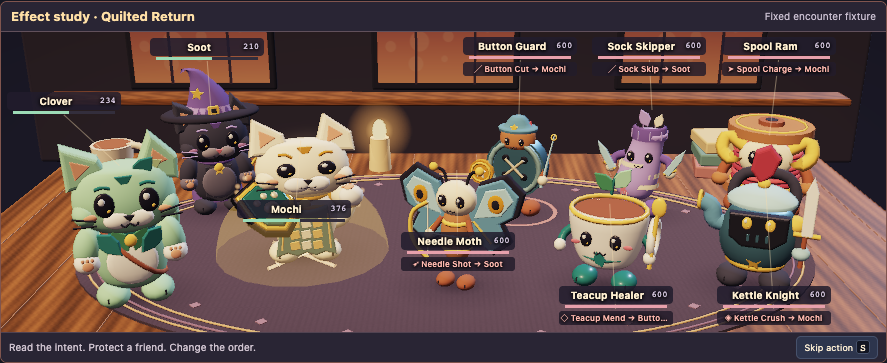 Effect study · Quilted Return
Fixed encounter fixture
Soot 210
Button Guard 600
Button Cut → Mochi
Sock Skipper 600
Sock Skip → Soot
Spool Ram 600
Spool Charge → Mochi
Clover 234
Mochi 376
Needle Moth 600
Needle Shot → Soot
Teacup Healer 600
Teacup Mend → Butto...
Kettle Knight 600
Kettle Crush → Mochi
Read the intent. Protect a friend. Change the order.
Skip action S